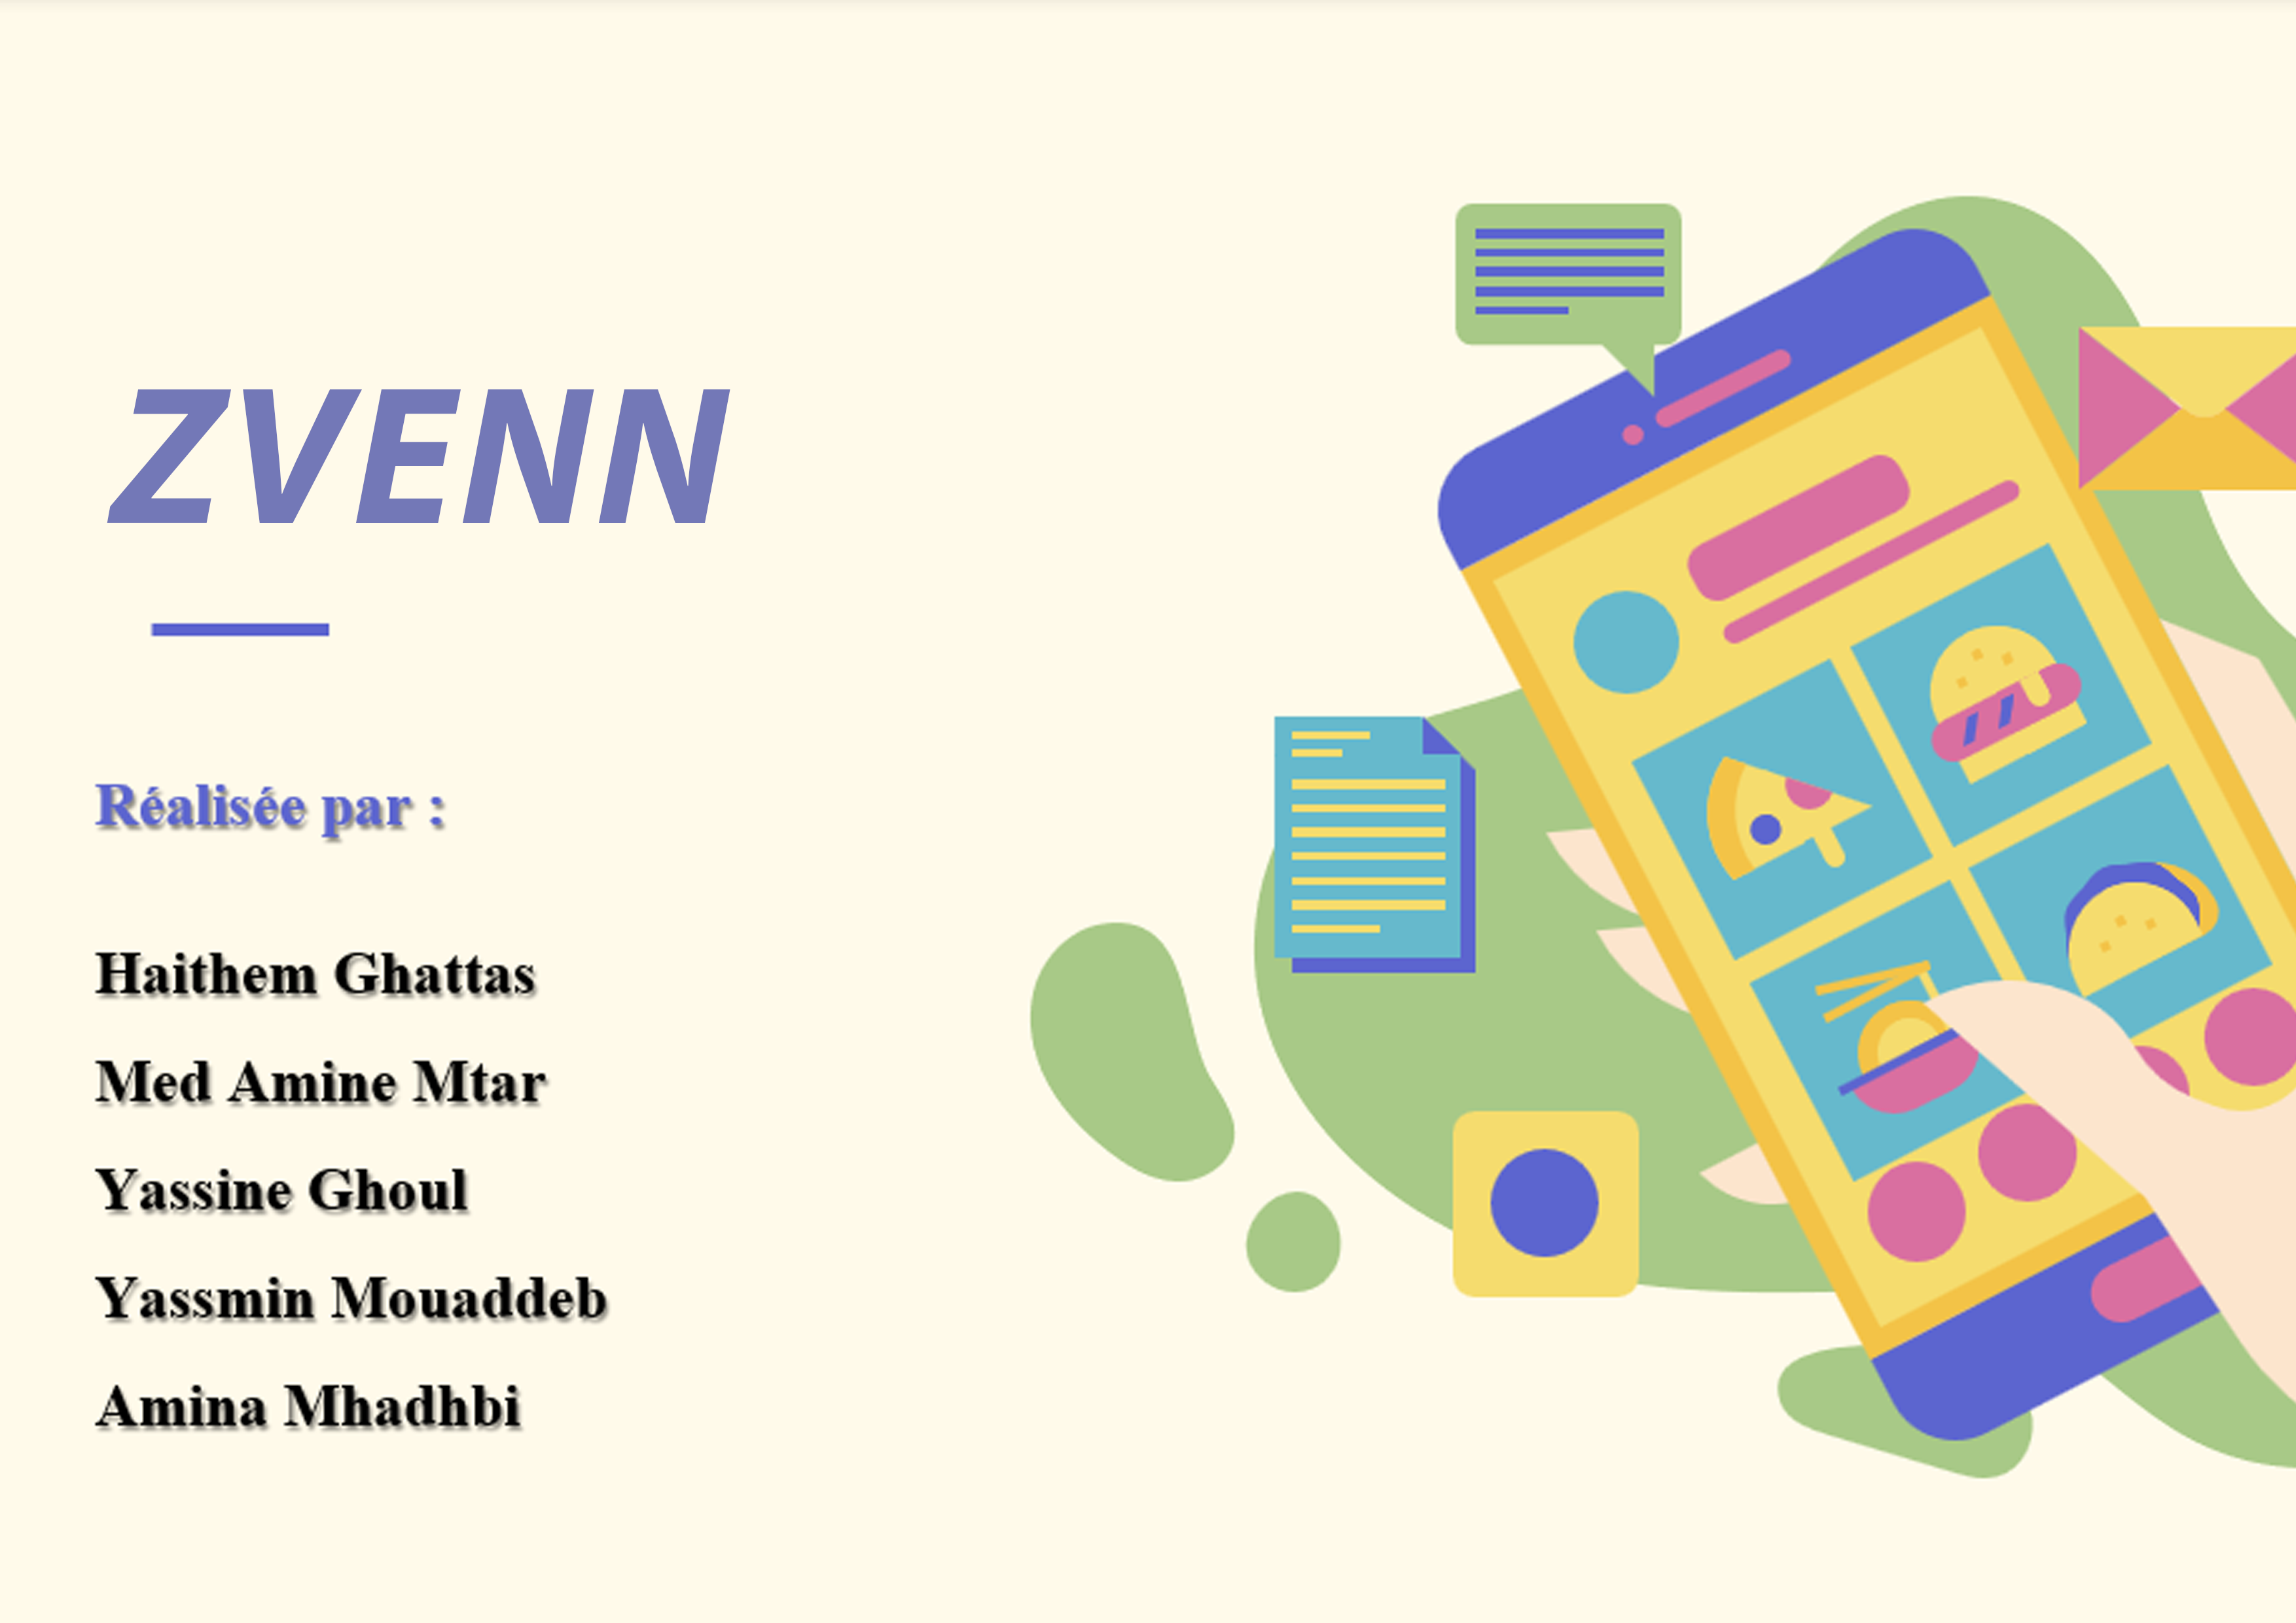 ZVENN
Réalisée par :
Haithem Ghattas
Med Amine Mtar
Yassine Ghoul
Yassmin Mouaddeb
Amina Mhadhbi